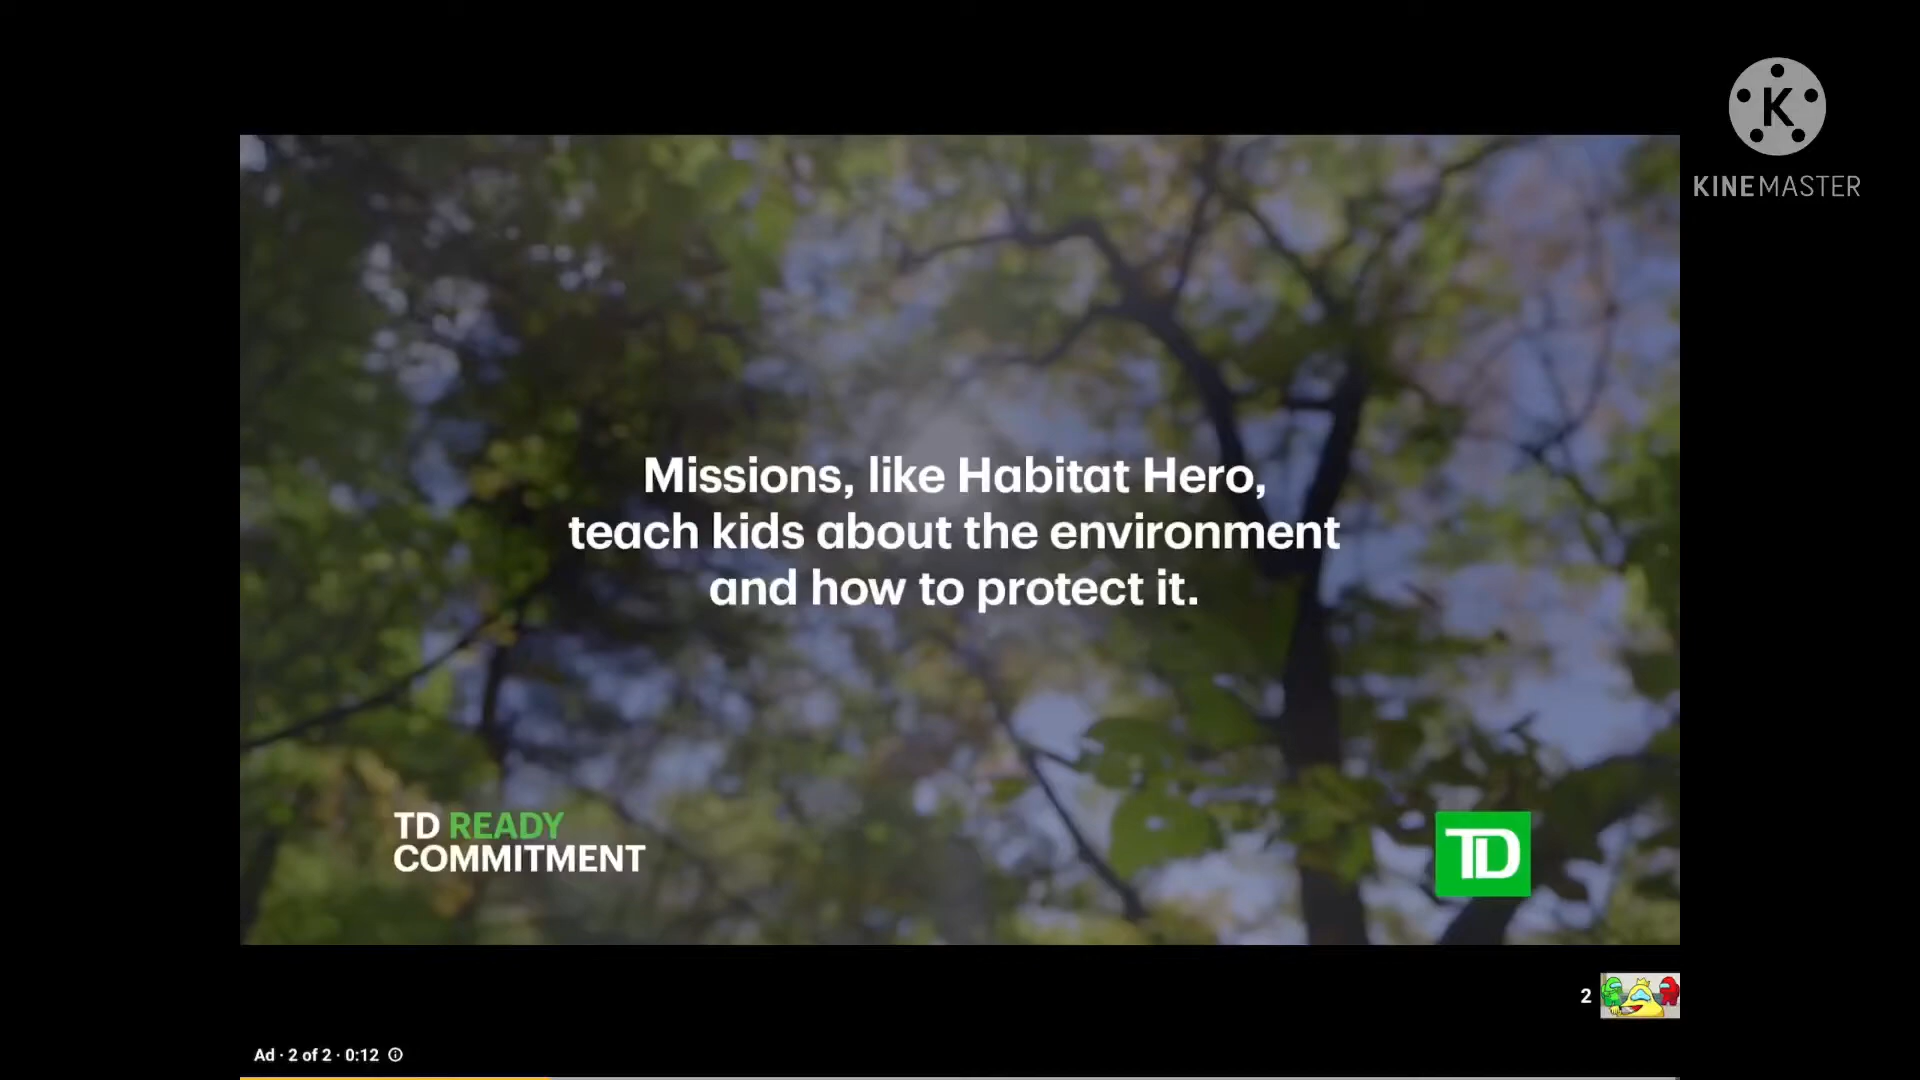 K
KINEMASTER
Missions, like Habitat Hero,
teach kids about the environment
and how to protect it.
TD READY
COMMITMENT
TD
2
Ad · 2 of 2 · 0:12